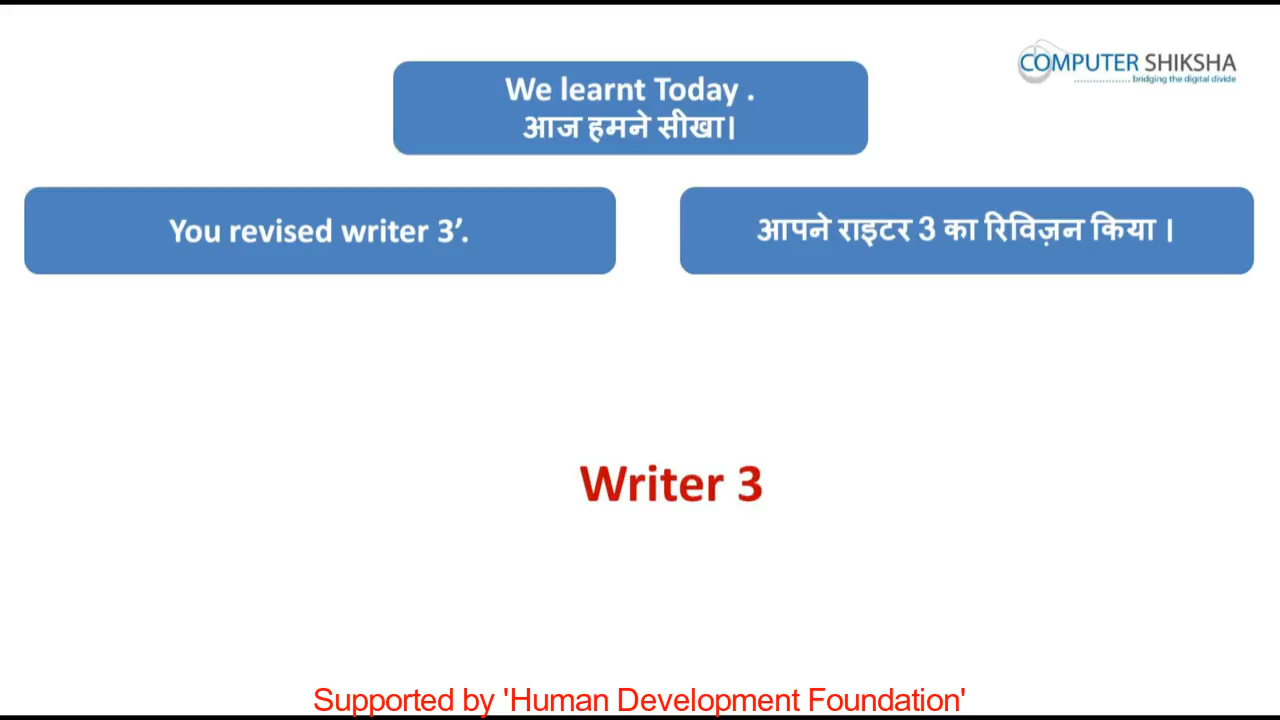 COMPUTER SHIKSHA
bridging the digital divide
We learnt Today .
आज हमने सीखा।
You revised writer 3’.
आपने राइटर 3 का रिविज़न किया ।
Writer 3
Supported by 'Human Development Foundation'